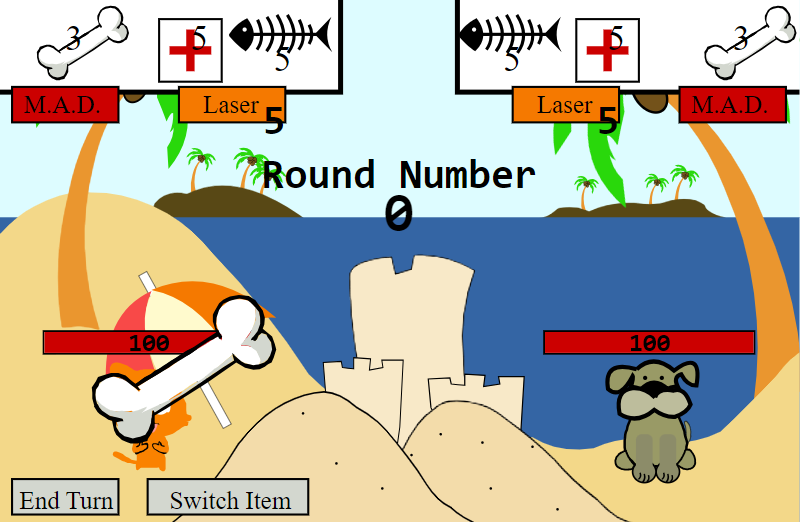 3
5
5
5
5
3
M.A.D.
Laser
5
Laser
5
M.A.D.
Round Number
0
100
100
End Turn
Switch Item